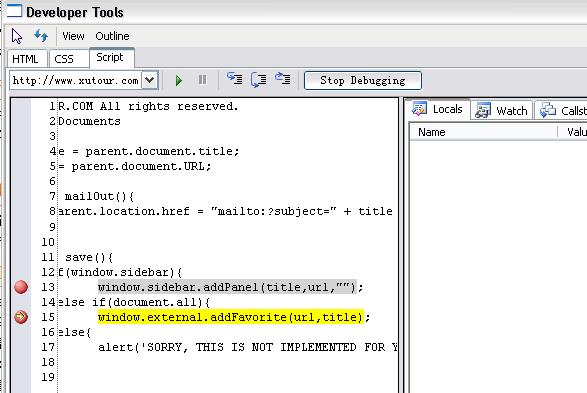 Developer Tools
View Outline
HTML CSS Script
http://www.xutour.com Stop Debugging
Locals Watch Callst
Name Valu
1 R.COM All rights reserved.
2 Documents
3
4 e = parent.document.title;
5 = parent.document.URL;
6
7 mailOut(){
8 arent.location.href = "mailto:?subject=" + title
9
10
11 save(){
12 f(window.sidebar){
13 window.sidebar.addPanel(title,url,"");
14 else if(document.all){
15 window.external.addFavorite(url,title);
16 else{
17 alert('SORRY, THIS IS NOT IMPLEMENTED FOR Y
18
19